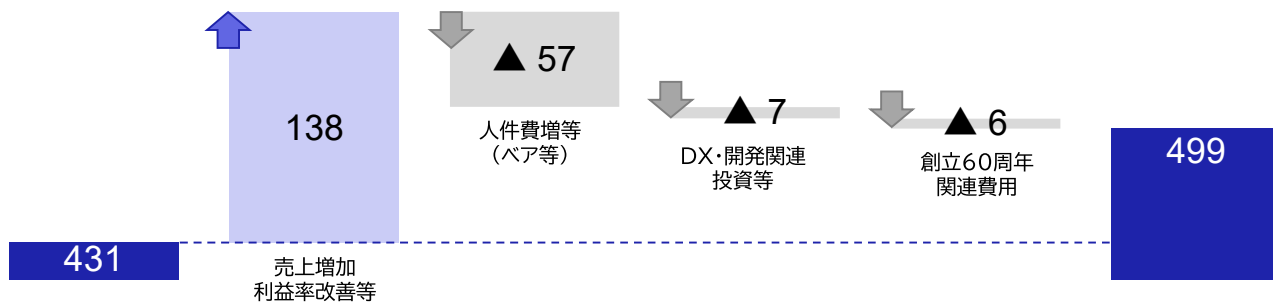 431
138
売上増加
利益率改善等
▲ 57
人件費増等
（ベア等）
▲ 7
DX・開発関連
投資等
▲ 6
創立60周年
関連費用
499